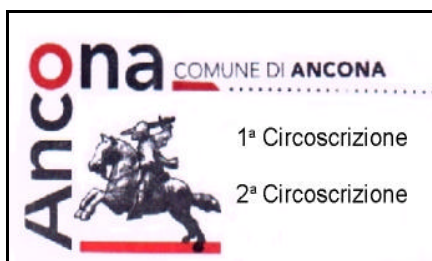 Ancona
COMUNE DI ANCONA
1ª Circoscrizione
2ª Circoscrizione